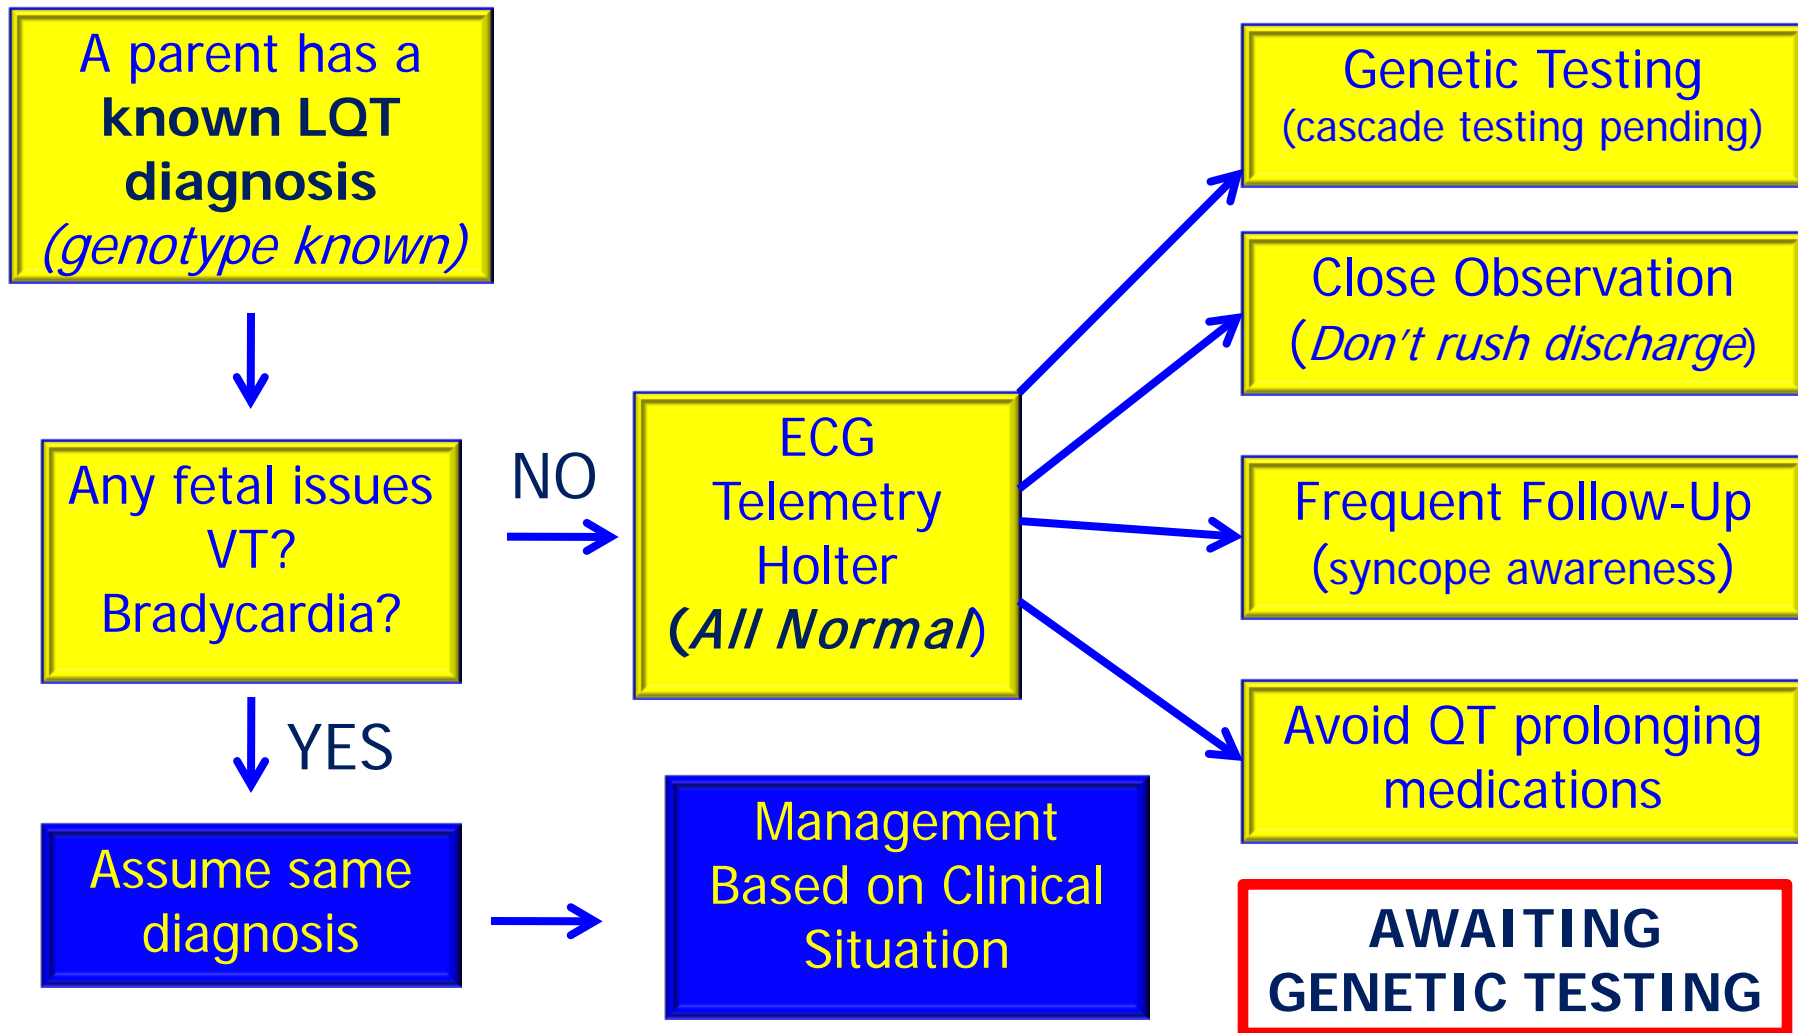 A parent has a
known LQT
diagnosis
(genotype known)
Any fetal issues
VT?
Bradycardia?
NO
YES
Assume same
diagnosis
ECG
Telemetry
Holter
(All Normal)
Management
Based on Clinical
Situation
Genetic Testing
(cascade testing pending)
Close Observation
(Don't rush discharge)
Frequent Follow-Up
(syncope awareness)
Avoid QT prolonging
medications
AWAITING
GENETIC TESTING